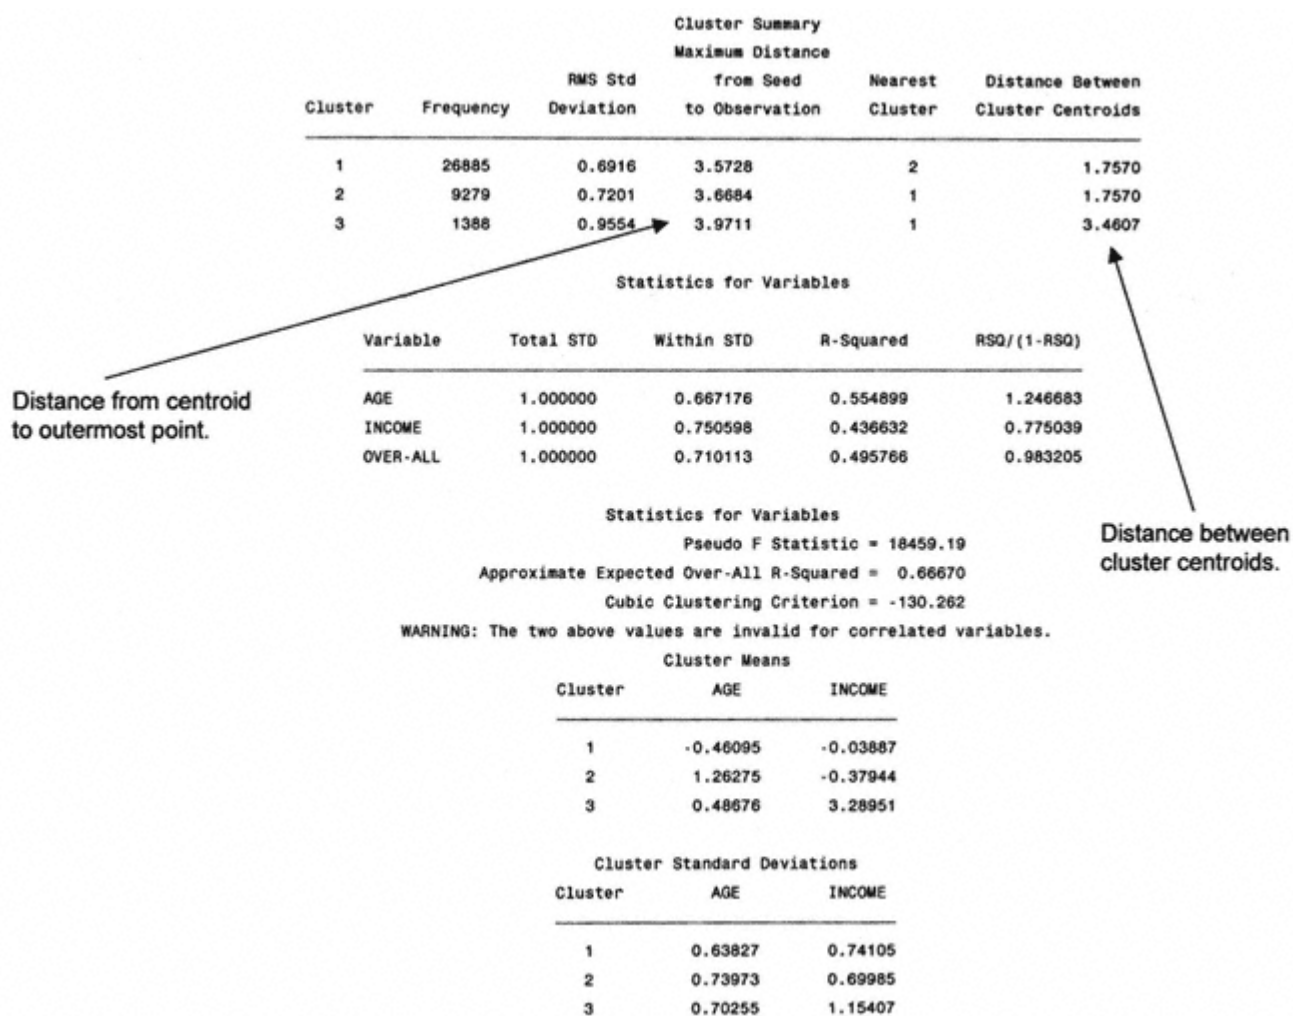 Cluster Summary
Maximum Distance
RMS Std from Seed Nearest Distance Between
Cluster Frequency Deviation to Observation Cluster Cluster Centroids
1 26885 0.6916 3.5728 2 1.7570
2 9279 0.7201 3.6684 1 1.7570
3 1388 0.9554 3.9711 1 3.4607
Statistics for Variables
Variable Total STD Within STD R-Squared RSQ/(1-RSQ)
AGE 1.000000 0.667176 0.554899 1.246683
INCOME 1.000000 0.750598 0.436632 0.775039
OVER-ALL 1.000000 0.710113 0.495766 0.983205
Distance from centroid
to outermost point.
Statistics for Variables
Pseudo F Statistic = 18459.19
Approximate Expected Over-All R-Squared = 0.66670
Cubic Clustering Criterion = -130.262
WARNING: The two above values are invalid for correlated variables.
Distance between
cluster centroids.
Cluster Means
Cluster AGE INCOME
1 -0.46095 -0.03887
2 1.26275 -0.37944
3 0.48676 3.28951
Cluster Standard Deviations
Cluster AGE INCOME
1 0.63827 0.74105
2 0.73973 0.69985
3 0.70255 1.15407